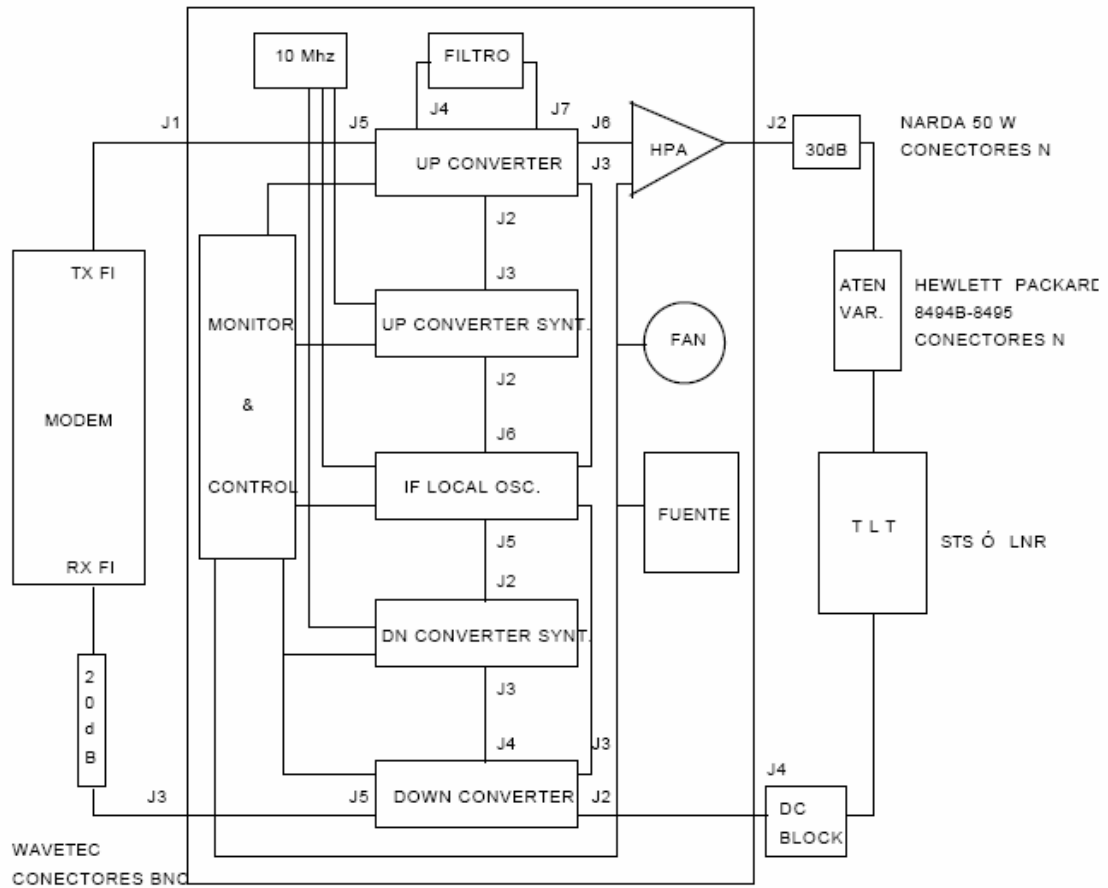 10 Mhz
FILTRO
J4
J7
J1
J5
J6
J2
UP CONVERTER
HPA
30dB
NARDA 50 W
CONECTORES N
J3
J2
TX FI
J3
MONITOR
&
CONTROL
UP CONVERTER SYNT.
FAN
ATEN
VAR.
HEWLETT PACKARD
8494B-8495
CONECTORES N
MODEM
J2
J6
IF LOCAL OSC.
FUENTE
T L T
STS Ó LNR
RX FI
J5
J2
DN CONVERTER SYNT.
20dB
J3
J4
J3
J3
J5
DOWN CONVERTER
J2
J4
DC
BLOCK
WAVETEC
CONECTORES BNC